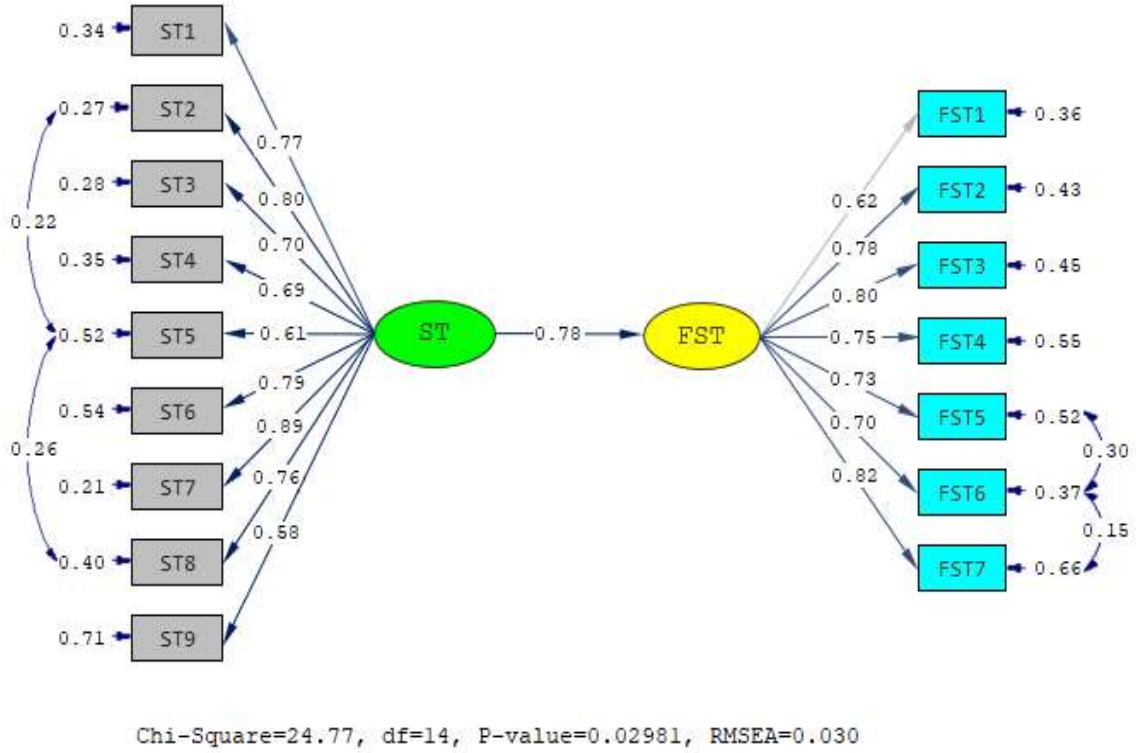 0.34 ST1
0.27 ST2
0.28 ST3
0.35 ST4
0.52 ST5
0.54 ST6
0.21 ST7
0.40 ST8
0.71 ST9
0.22
0.26
0.77
0.80
0.70
0.69
0.61
0.79
0.89
0.76
0.58
ST
0.78
FST
0.62
0.78
0.80
0.75
0.73
0.70
0.82
FST1 0.36
FST2 0.43
FST3 0.45
FST4 0.55
FST5 0.52
FST6 0.37
FST7 0.66
0.30
0.15
Chi-Square=24.77, df=14, P-value=0.02981, RMSEA=0.030